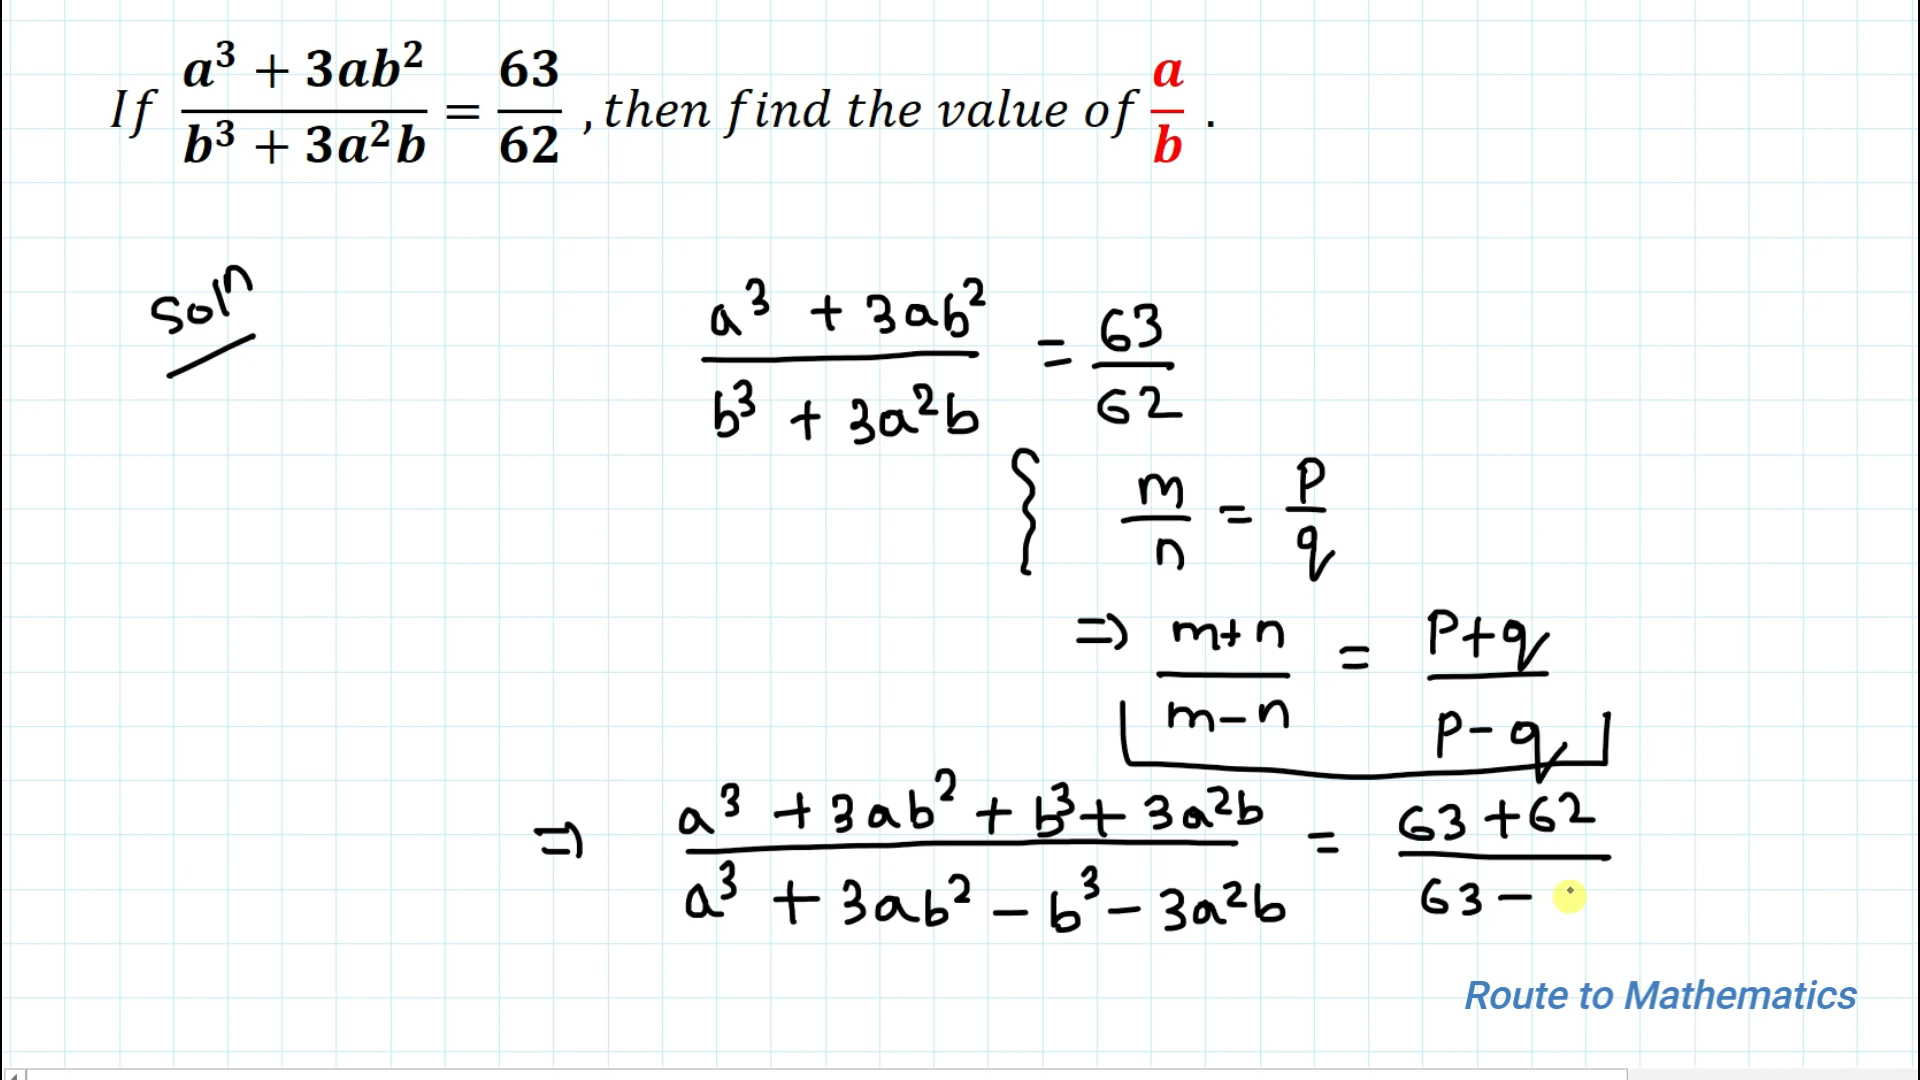 If a³ + 3ab² / b³ + 3a²b = 63/62 , then find the value of a/b .
Solⁿ
a³ + 3ab² / b³ + 3a²b = 63/62
{ m/n = p/q
⇒ m+n / m−n = p+q / p−q
⇒ a³ + 3ab² + b³ + 3a²b / a³ + 3ab² − b³ − 3a²b = 63 + 62 / 63 −
Route to Mathematics